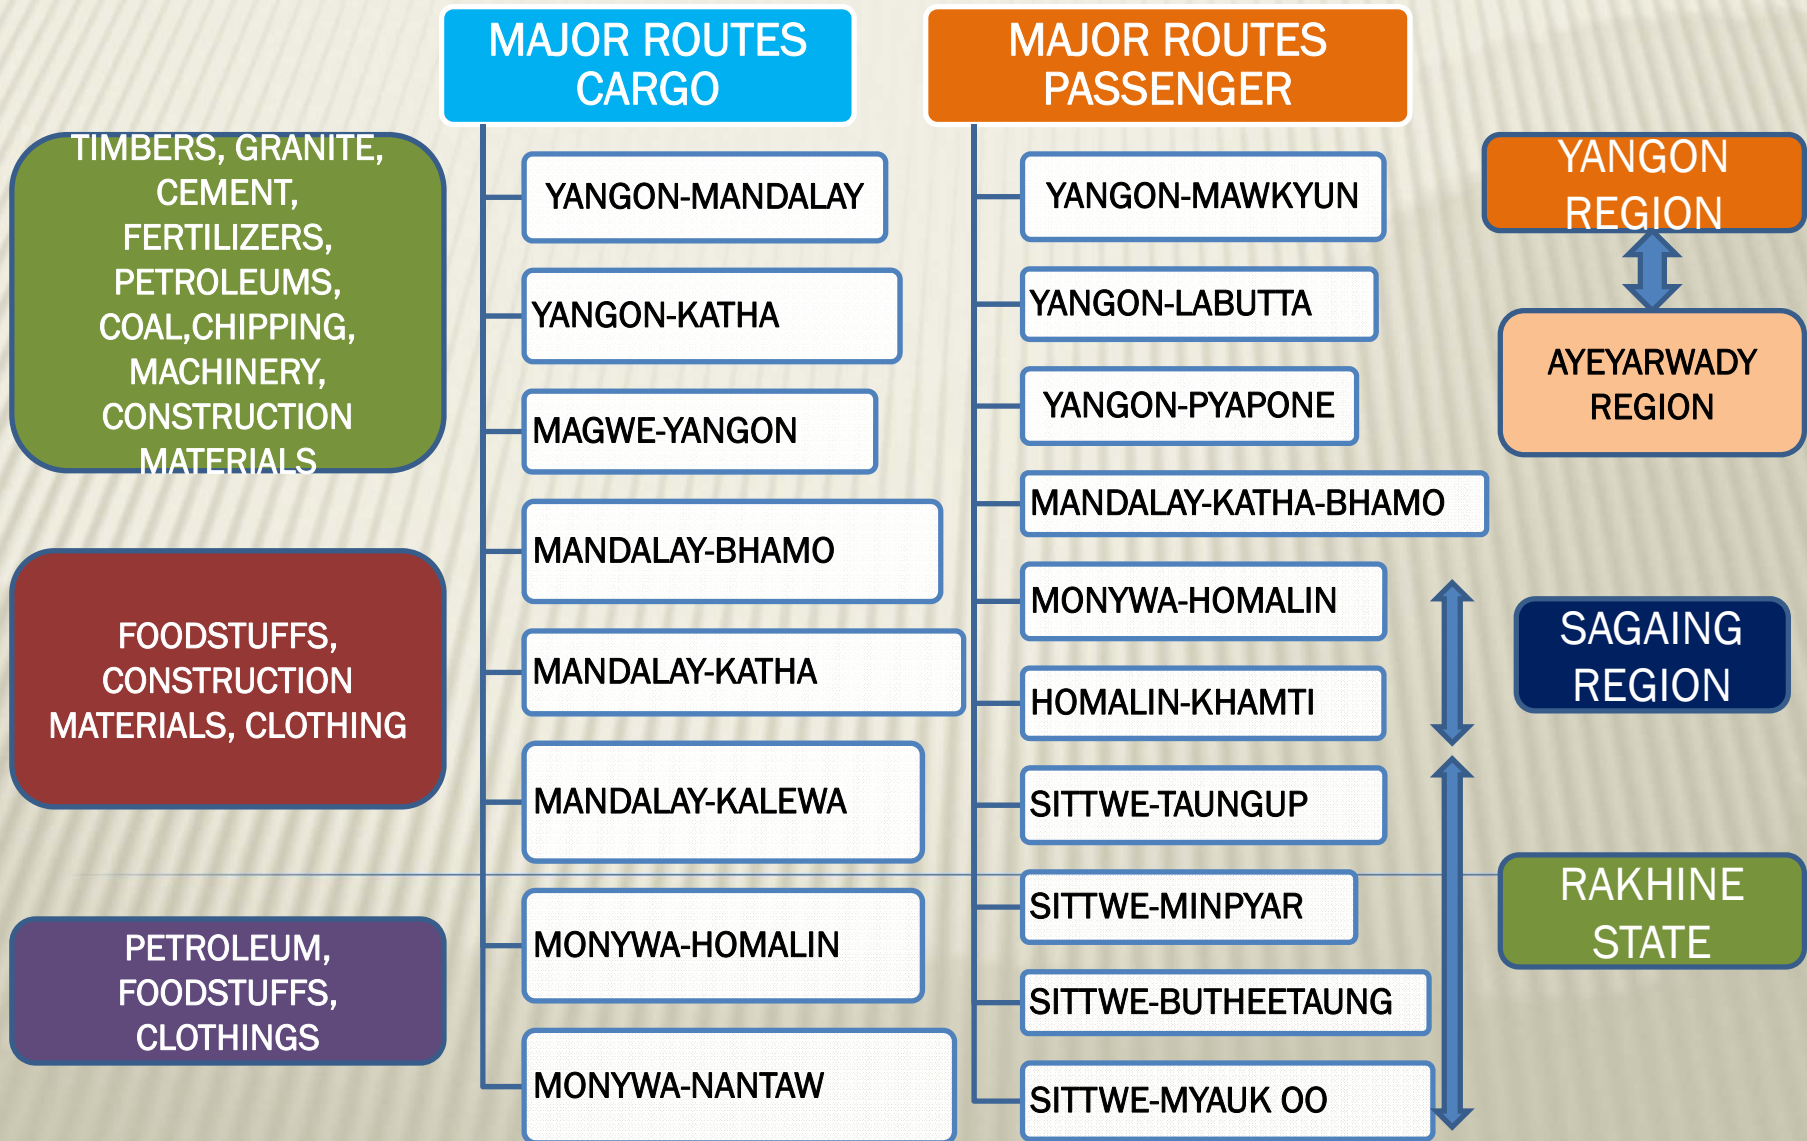 MAJOR ROUTES
CARGO
MAJOR ROUTES
PASSENGER
TIMBERS, GRANITE,
CEMENT,
FERTILIZERS,
PETROLEUMS,
COAL,CHIPPING,
MACHINERY,
CONSTRUCTION
MATERIALS
FOODSTUFFS,
CONSTRUCTION
MATERIALS, CLOTHING
PETROLEUM,
FOODSTUFFS,
CLOTHINGS
YANGON-MANDALAY
YANGON-KATHA
MAGWE-YANGON
MANDALAY-BHAMO
MANDALAY-KATHA
MANDALAY-KALEWA
MONYWA-HOMALIN
MONYWA-NANTAW
YANGON-MAWKYUN
YANGON-LABUTTA
YANGON-PYAPONE
MANDALAY-KATHA-BHAMO
MONYWA-HOMALIN
HOMALIN-KHAMTI
SITTWE-TAUNGUP
SITTWE-MINPYAR
SITTWE-BUTHEETAUNG
SITTWE-MYAUK OO
YANGON
REGION
AYEYARWADY
REGION
SAGAING
REGION
RAKHINE
STATE